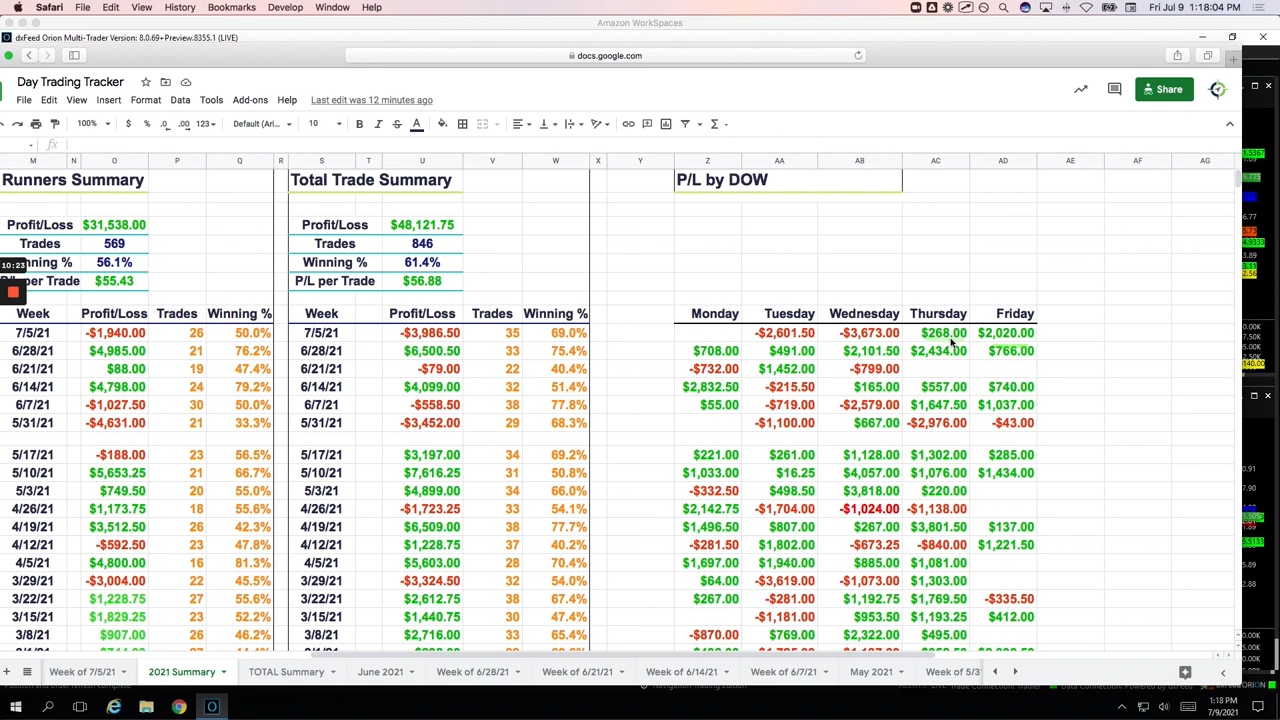 Safari File Edit View History Bookmarks Develop Window Help Fri Jul 9 1:18:04 PM
Amazon WorkSpaces
dxFeed Orion Multi-Trader Version: 8.0.69+Preview.8355.1 (LIVE)
docs.google.com
Day Trading Tracker
File Edit View Insert Format Data Tools Add-ons Help Last edit was 12 minutes ago
Share
100% $ % .0 .00 123 Default (Ari... 10 B I S A
fx
M N O P Q R S T U V W X Y Z AA AB AC AD AE AF AG
Runners Summary Total Trade Summary P/L by DOW
Profit/Loss $31,538.00 Profit/Loss $48,121.75
Trades 569 Trades 846
10:23 % 56.1% Winning % 61.4%
per Trade $55.43 P/L per Trade $56.88
Week Profit/Loss Trades Winning % Week Profit/Loss Trades Winning % Monday Tuesday Wednesday Thursday Friday
7/5/21 -$1,940.00 26 50.0% 7/5/21 -$3,986.50 35 69.0% -$2,601.50 -$3,673.00 $268.00 $2,020.00
6/28/21 $4,985.00 21 76.2% 6/28/21 $6,500.50 33 75.4% $708.00 $491.00 $2,101.50 $2,434.00 $766.00
6/21/21 $88.00 19 47.4% 6/21/21 -$79.00 22 40.4% -$732.00 $1,452.00 -$799.00
6/14/21 $4,798.00 24 79.2% 6/14/21 $4,099.00 32 51.4% $2,832.50 -$215.50 $165.00 $557.00 $740.00
6/7/21 -$1,027.50 30 50.0% 6/7/21 -$558.50 38 77.8% $55.00 -$719.00 -$2,579.00 $1,647.50 $1,037.00
5/31/21 -$4,631.00 21 33.3% 5/31/21 -$3,452.00 29 68.3% -$1,100.00 $667.00 -$2,976.00 -$43.00
5/17/21 -$188.00 23 56.5% 5/17/21 $3,197.00 34 69.2% $221.00 $261.00 $1,128.00 $1,302.00 $285.00
5/10/21 $5,653.25 21 66.7% 5/10/21 $7,616.25 31 50.8% $1,033.00 $16.25 $4,057.00 $1,076.00 $1,434.00
5/3/21 $749.50 20 55.0% 5/3/21 $4,899.00 34 66.0% -$332.50 $498.50 $3,818.00 $220.00
4/26/21 $1,173.75 18 55.6% 4/26/21 -$1,723.25 33 54.1% $2,142.75 -$1,704.00 -$1,024.00 -$1,138.00
4/19/21 $3,512.50 26 42.3% 4/19/21 $6,509.00 38 77.7% $1,496.50 $807.00 $267.00 $3,801.50 $137.00
4/12/21 -$592.50 23 47.8% 4/12/21 $1,228.75 37 40.2% -$281.50 $1,802.00 -$673.25 -$840.00 $1,221.50
4/5/21 $4,800.00 16 81.3% 4/5/21 $5,603.00 28 70.4% $1,697.00 $1,940.00 $885.00 $1,081.00
3/29/21 -$3,004.00 22 45.5% 3/29/21 -$3,324.50 32 54.0% $64.00 -$3,619.00 -$1,073.00 $1,303.00
3/22/21 $1,228.75 27 55.6% 3/22/21 $2,612.75 38 67.4% $267.00 -$281.00 $1,192.75 $1,769.50 -$335.50
3/15/21 $1,829.25 23 52.2% 3/15/21 $1,440.75 30 47.4% -$1,181.00 $953.50 $1,193.25 $412.00
3/8/21 $907.00 26 46.2% 3/8/21 $2,716.00 33 65.4% -$870.00 $769.00 $2,322.00 $495.00
Week of 7/5/21 2021 Summary TOTAL Summary June 2021 Week of 6/28/21 Week of 6/21/21 Week of 6/14/21 Week of 6/7/21 May 2021 Week of 5/3
1:18 PM
7/9/2021